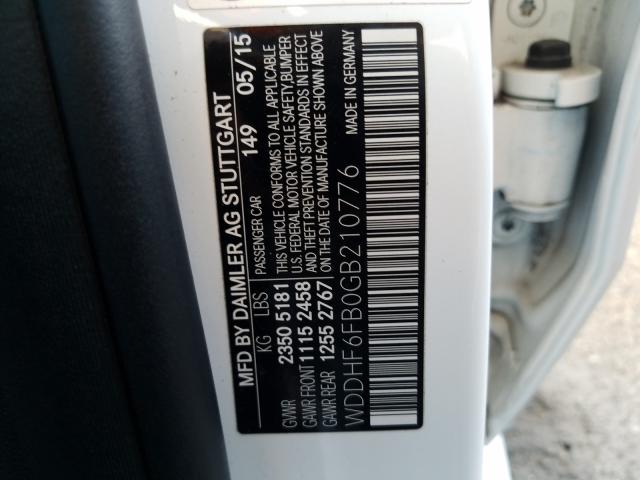 MFD BY DAIMLER AG STUTTGART 149 05/15
KG LBS PASSENGER CAR
GVWR 2350 5181 THIS VEHICLE CONFORMS TO ALL APPLICABLE
U.S. FEDERAL MOTOR VEHICLE SAFETY,BUMPER
GAWR FRONT 1115 2458 AND THEFT PREVENTION STANDARDS IN EFFECT
GAWR REAR 1255 2767 ON THE DATE OF MANUFACTURE SHOWN ABOVE
MADE IN GERMANY
WDDHF6FB0GB210776